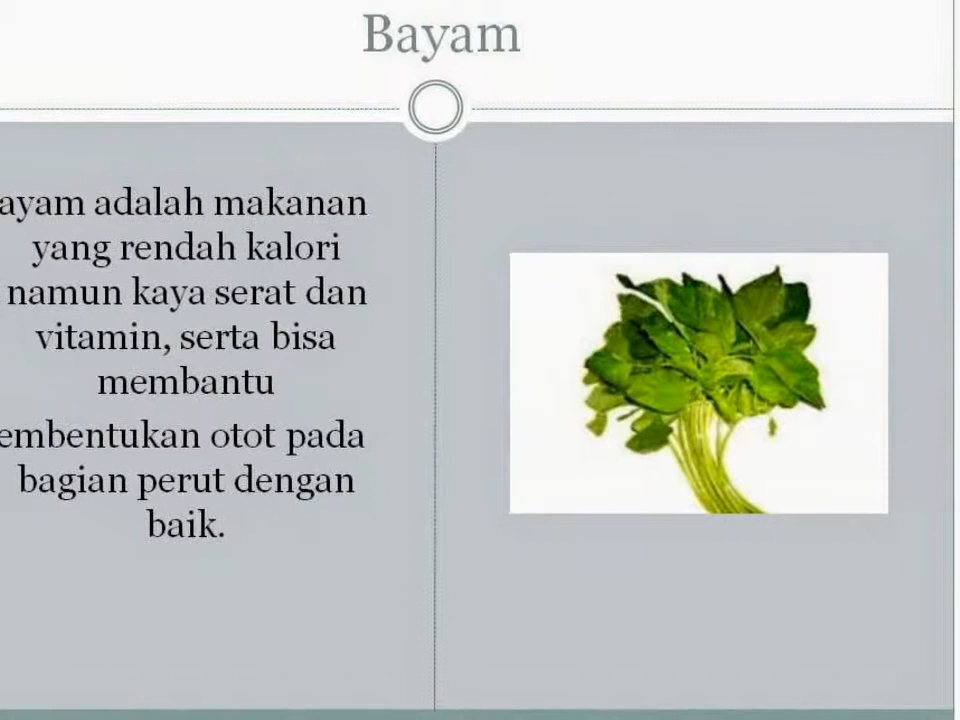 Bayam
ayam adalah makanan
yang rendah kalori
namun kaya serat dan
vitamin, serta bisa
membantu
embentukan otot pada
bagian perut dengan
baik.